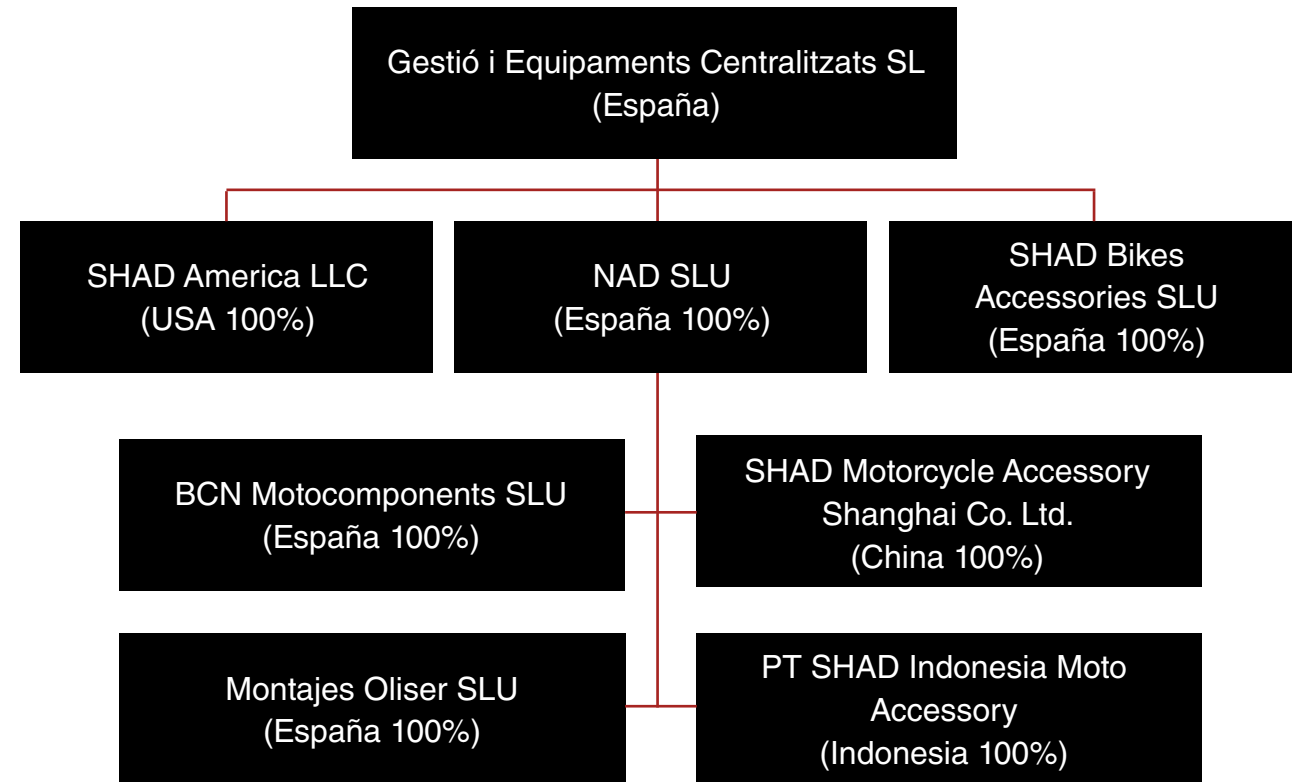 Gestió i Equipaments Centralitzats SL
(España)
SHAD America LLC
(USA 100%)
NAD SLU
(España 100%)
SHAD Bikes
Accessories SLU
(España 100%)
BCN Motocomponents SLU
(España 100%)
SHAD Motorcycle Accessory
Shanghai Co. Ltd.
(China 100%)
Montajes Oliser SLU
(España 100%)
PT SHAD Indonesia Moto
Accessory
(Indonesia 100%)